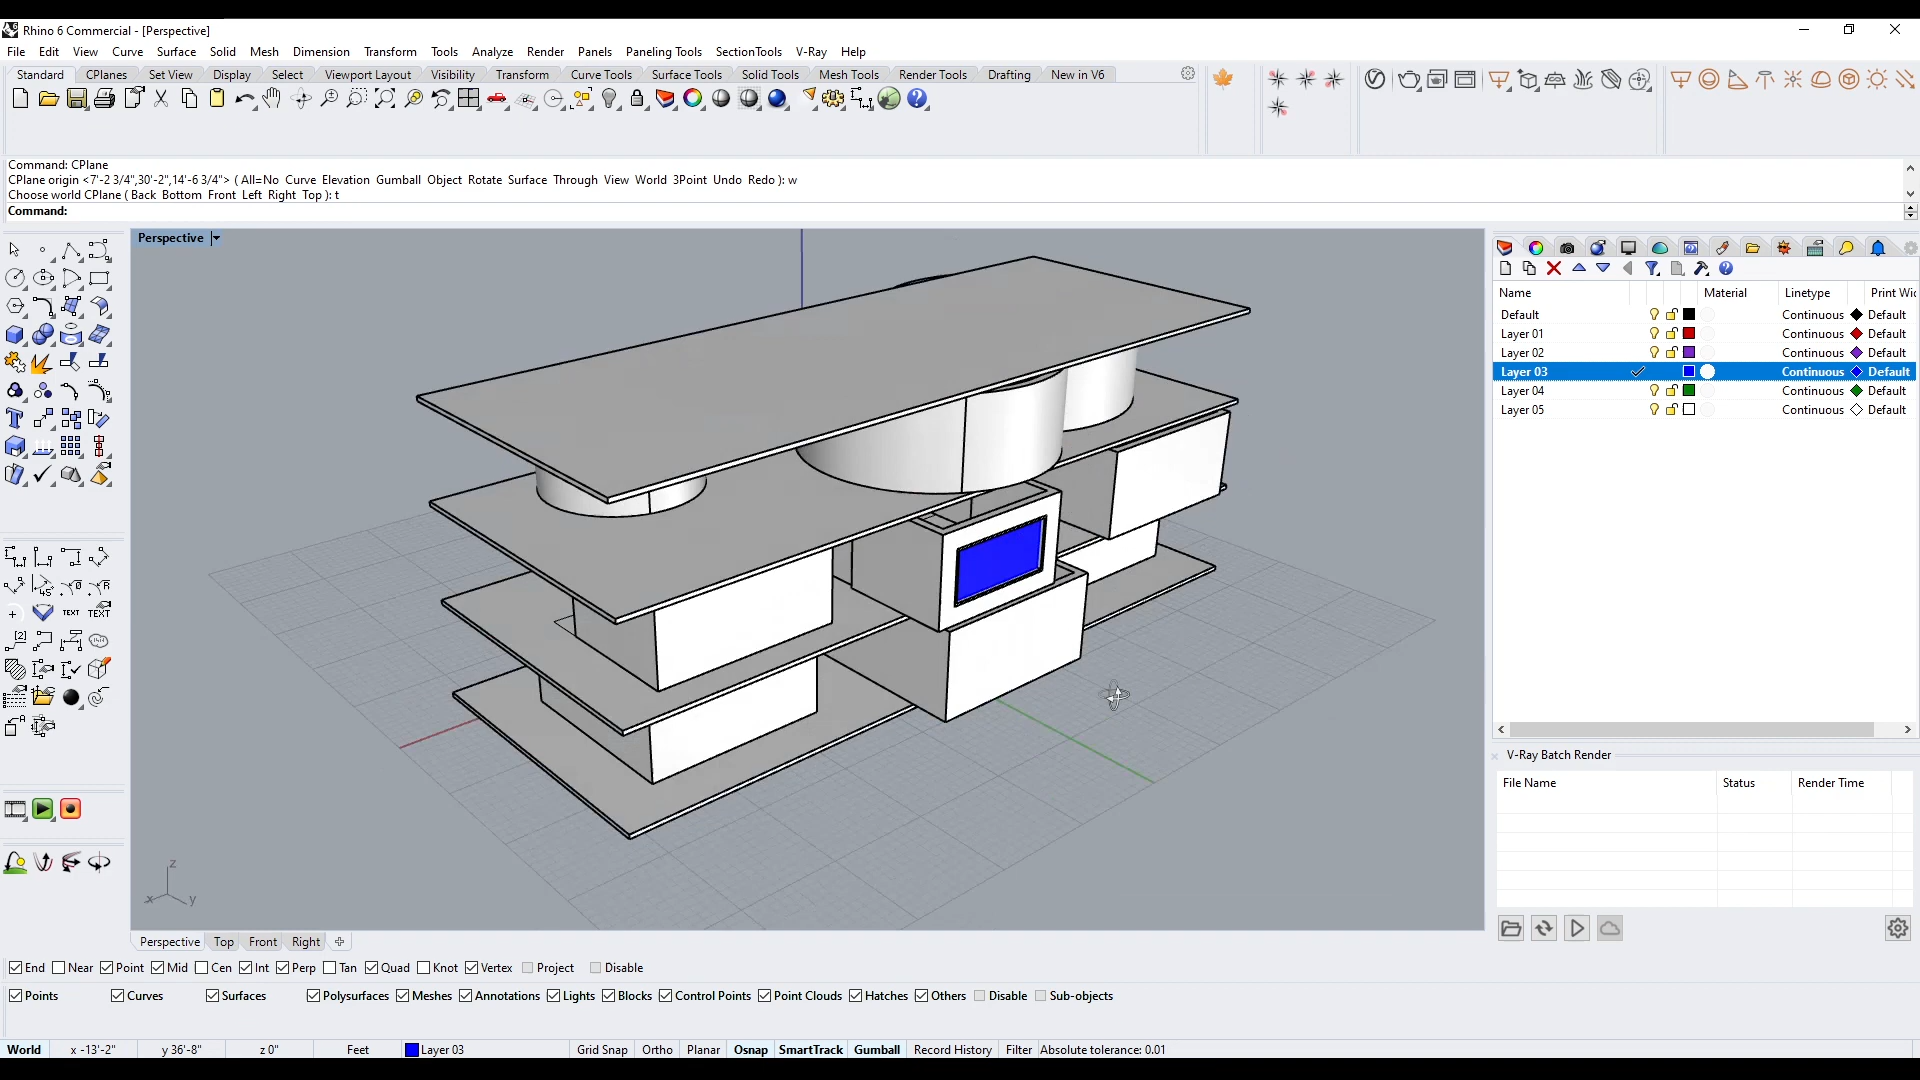 Rhino 6 Commercial - [Perspective]
File Edit View Curve Surface Solid Mesh Dimension Transform Tools Analyze Render Panels Paneling Tools SectionTools V-Ray Help
Standard CPlanes Set View Display Select Viewport Layout Visibility Transform Curve Tools Surface Tools Solid Tools Mesh Tools Render Tools Drafting New in V6
Command: CPlane
CPlane origin <7'-2 3/4",30'-2",14'-6 3/4"> ( All=No Curve Elevation Gumball Object Rotate Surface Through View World 3Point Undo Redo ): w
Choose world CPlane ( Back Bottom Front Left Right Top ): t
Command:
Perspective
Name Material Linetype Print Wi
Default Continuous Default
Layer 01 Continuous Default
Layer 02 Continuous Default
Layer 03 Continuous Default
Layer 04 Continuous Default
Layer 05 Continuous Default
TEXT TEXT
V-Ray Batch Render
File Name Status Render Time
z
x y
Perspective Top Front Right
End Near Point Mid Cen Int Perp Tan Quad Knot Vertex Project Disable
Points Curves Surfaces Polysurfaces Meshes Annotations Lights Blocks Control Points Point Clouds Hatches Others Disable Sub-objects
World x -13'-2" y 36'-8" z 0" Feet Layer 03 Grid Snap Ortho Planar Osnap SmartTrack Gumball Record History Filter Absolute tolerance: 0.01